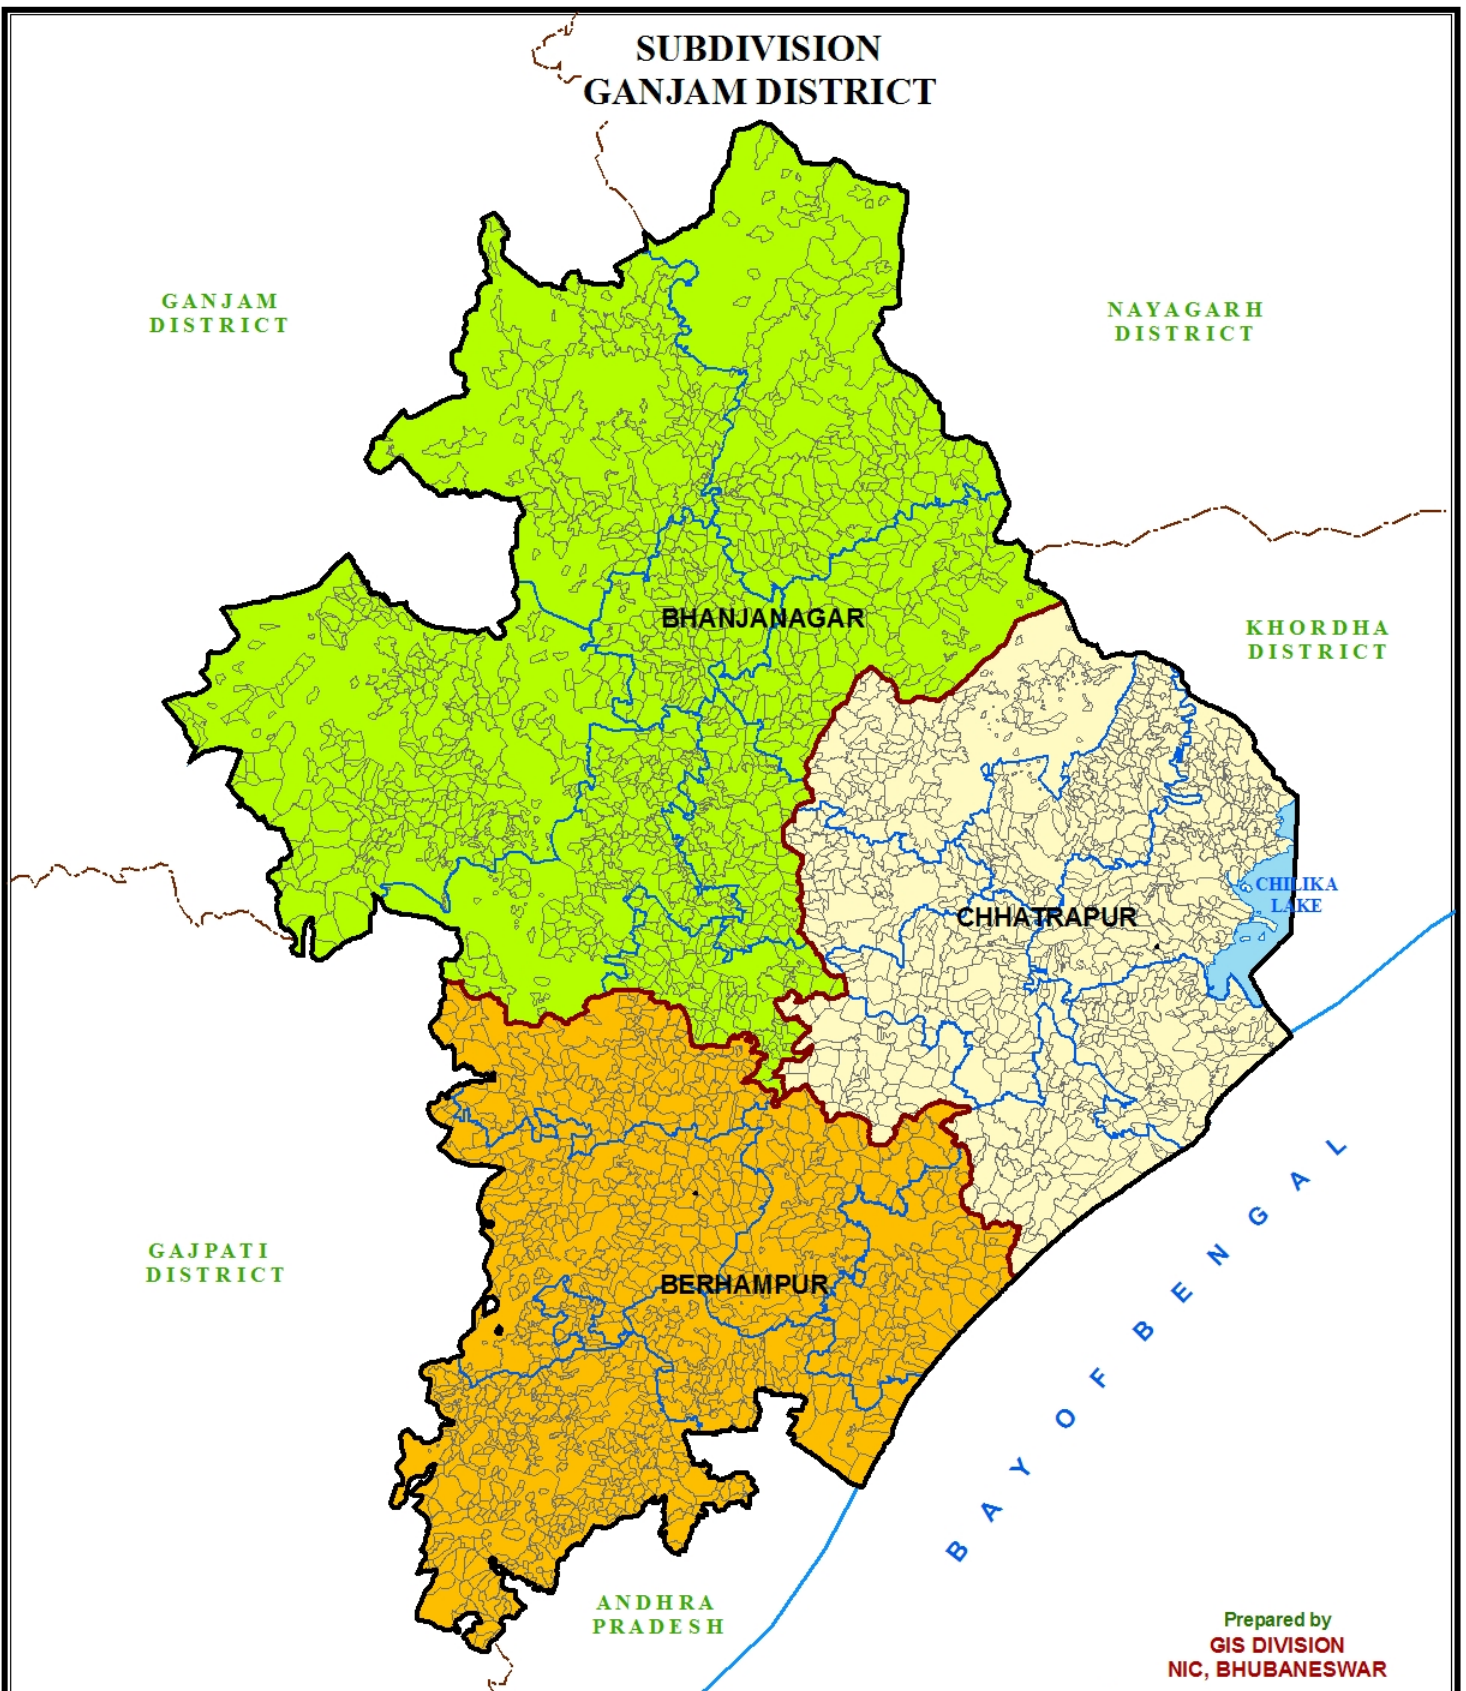 SUBDIVISION
GANJAM DISTRICT
GANJAM
DISTRICT
NAYAGARH
DISTRICT
BHANJANAGAR
KHORDHA
DISTRICT
CHILIKA
LAKE
CHHATRAPUR
GAJPATI
DISTRICT
BERHAMPUR
BAY OF BENGAL
ANDHRA
PRADESH
Prepared by
GIS DIVISION
NIC, BHUBANESWAR